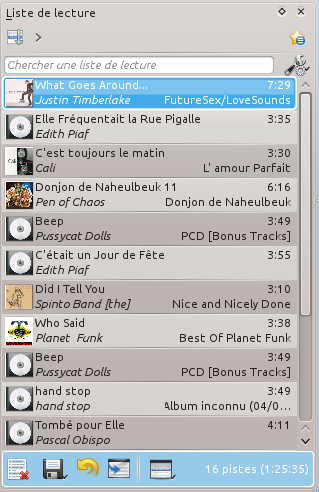 Liste de lecture
Chercher une liste de lecture
What Goes Around... 7:29
Justin Timberlake FutureSex/LoveSounds
Elle Fréquentait la Rue Pigalle 3:35
Edith Piaf
C'est toujours le matin 3:30
Cali L' amour Parfait
Donjon de Naheulbeuk 11 6:16
Pen of Chaos Donjon de Naheulbeuk
Beep 3:49
Pussycat Dolls PCD [Bonus Tracks]
C'était un Jour de Fête 3:55
Edith Piaf
Did I Tell You 3:10
Spinto Band [the] Nice and Nicely Done
Who Said 3:38
Planet Funk Best Of Planet Funk
Beep 3:49
Pussycat Dolls PCD [Bonus Tracks]
hand stop 3:49
hand stop Album inconnu (04/0...
Tombé pour Elle 4:11
Pascal Obispo
16 pistes (1:25:35)